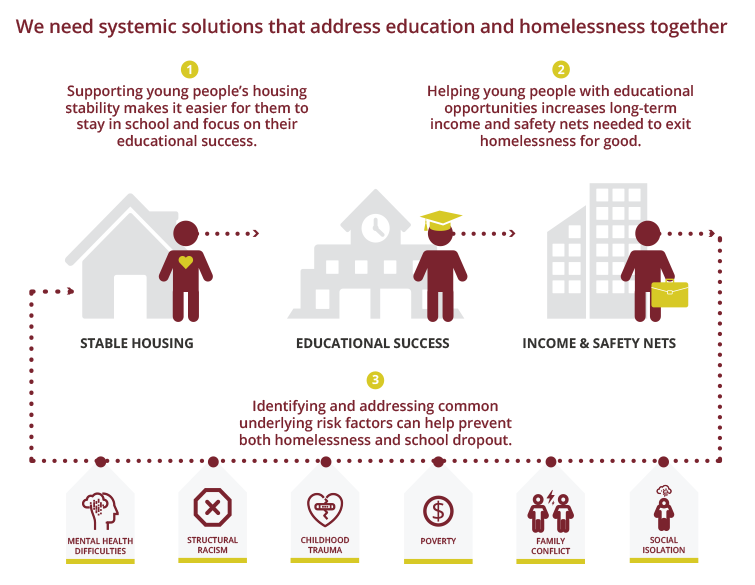 We need systemic solutions that address education and homelessness together
1
Supporting young people's housing
stability makes it easier for them to
stay in school and focus on their
educational success.
2
Helping young people with educational
opportunities increases long-term
income and safety nets needed to exit
homelessness for good.
STABLE HOUSING
EDUCATIONAL SUCCESS
INCOME & SAFETY NETS
3
Identifying and addressing common
underlying risk factors can help prevent
both homelessness and school dropout.
MENTAL HEALTH
DIFFICULTIES
STRUCTURAL
RACISM
CHILDHOOD
TRAUMA
$
POVERTY
FAMILY
CONFLICT
SOCIAL
ISOLATION